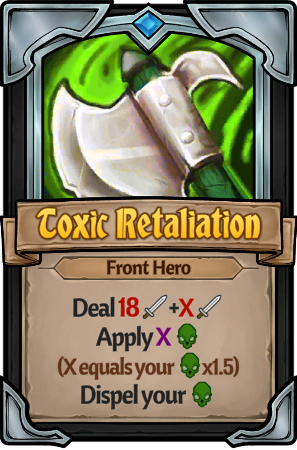 Toxic Retaliation
Front Hero
Deal 18 +X
Apply X
(X equals your x1.5)
Dispel your